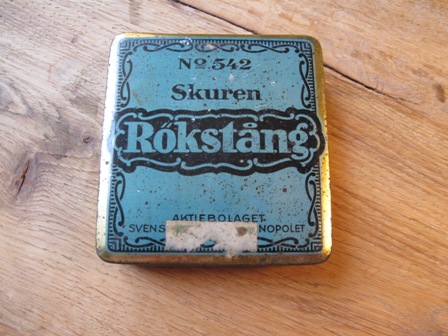 No. 542
Skuren
Rökstång
AKTIEBOLAGET
SVENS NOPOLET